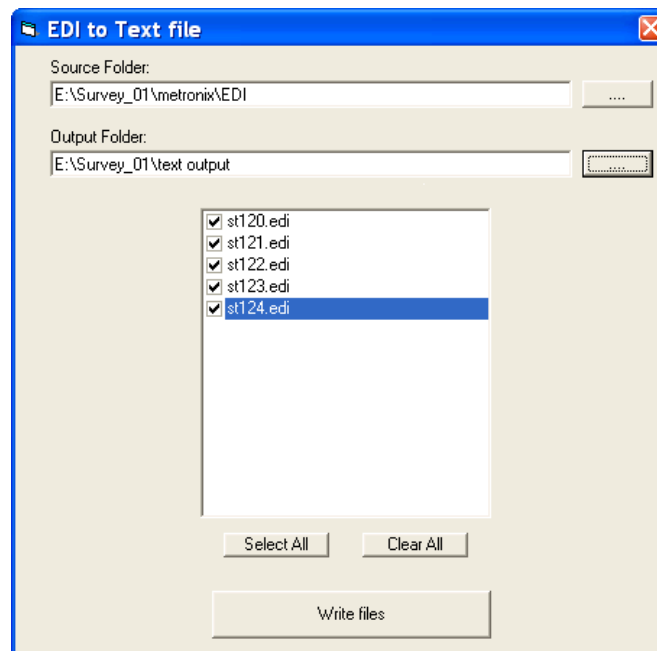 EDI to Text file
Source Folder:
E:\Survey_01\metronix\EDI
....
Output Folder:
E:\Survey_01\text output
....
st120.edi
st121.edi
st122.edi
st123.edi
st124.edi
Select All
Clear All
Write files